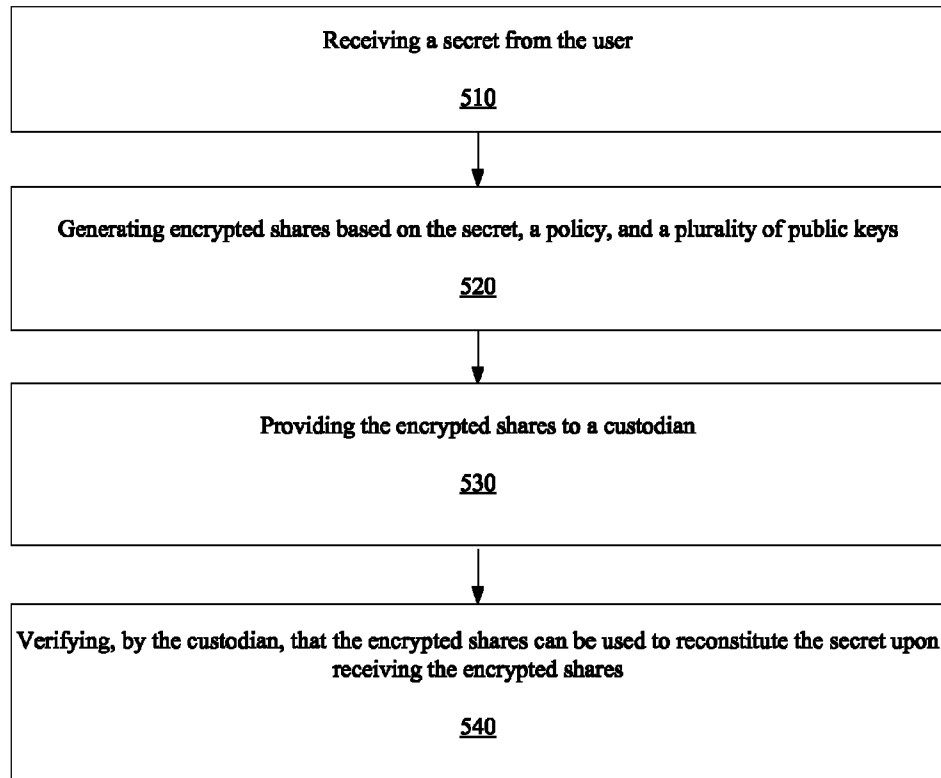 Receiving a secret from the user
510
Generating encrypted shares based on the secret, a policy, and a plurality of public keys
520
Providing the encrypted shares to a custodian
530
Verifying, by the custodian, that the encrypted shares can be used to reconstitute the secret upon
receiving the encrypted shares
540